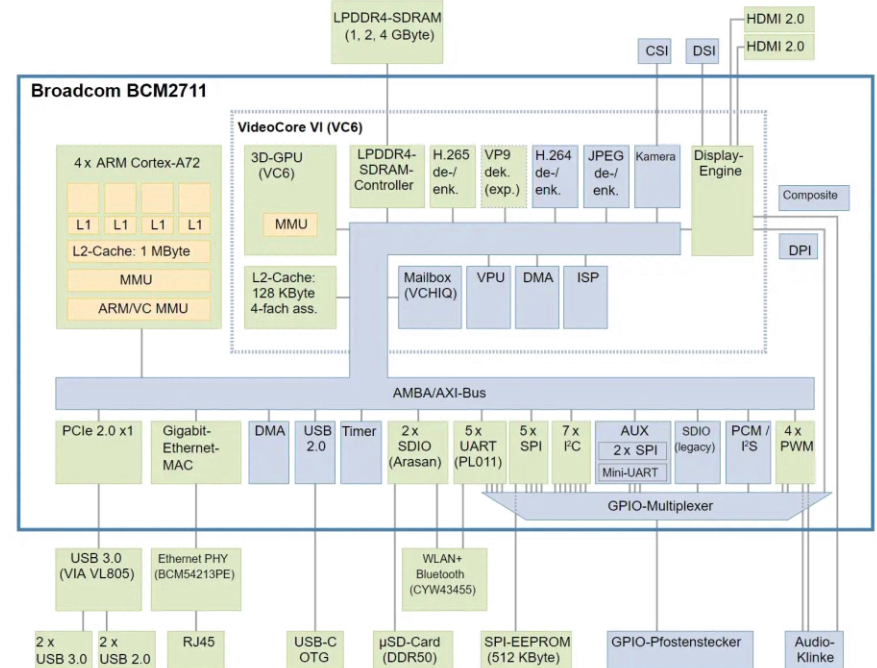 LPDDR4-SDRAM
(1, 2, 4 GByte)
HDMI 2.0
HDMI 2.0
CSI
DSI
Broadcom BCM2711
VideoCore VI (VC6)
4 x ARM Cortex-A72
L1
L1
L1
L1
L2-Cache: 1 MByte
MMU
ARM/VC MMU
3D-GPU
(VC6)
MMU
LPDDR4-
SDRAM-
Controller
H.265
de-/
enk.
VP9
dek.
(exp.)
H.264
de-/
enk.
JPEG
de-/
enk.
Kamera
Display-
Engine
Composite
DPI
L2-Cache:
128 KByte
4-fach ass.
Mailbox
(VCHIQ)
VPU
DMA
ISP
AMBA/AXI-Bus
PCIe 2.0 x1
Gigabit-
Ethernet-
MAC
DMA
USB
2.0
Timer
2 x
SDIO
(Arasan)
5 x
UART
(PL011)
5 x
SPI
7 x
I²C
AUX
2 x SPI
Mini-UART
SDIO
(legacy)
PCM /
I²S
4 x
PWM
GPIO-Multiplexer
USB 3.0
(VIA VL805)
Ethernet PHY
(BCM54213PE)
WLAN+
Bluetooth
(CYW43455)
2 x
USB 3.0
2 x
USB 2.0
RJ45
USB-C
OTG
µSD-Card
(DDR50)
SPI-EEPROM
(512 KByte)
GPIO-Pfostenstecker
Audio-
Klinke